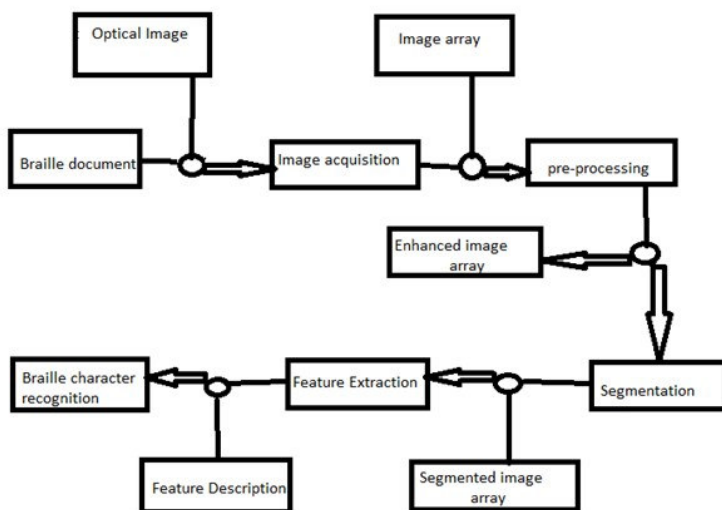 Optical Image
Image array
Braille document
Image acquisition
pre-processing
Enhanced image
array
Braille character
recognition
Feature Extraction
Segmentation
Feature Description
Segmented image
array